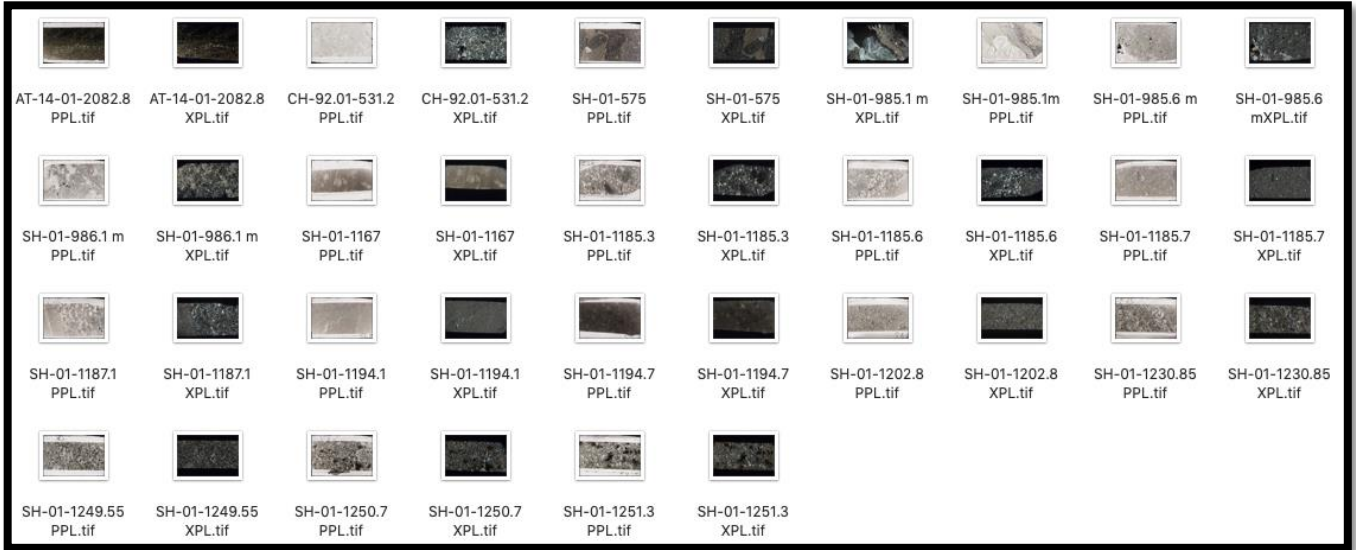 AT-14-01-2082.8 PPL.tif
AT-14-01-2082.8 XPL.tif
CH-92.01-531.2 PPL.tif
CH-92.01-531.2 XPL.tif
SH-01-575 PPL.tif
SH-01-575 XPL.tif
SH-01-985.1 m XPL.tif
SH-01-985.1m PPL.tif
SH-01-985.6 m PPL.tif
SH-01-985.6 mXPL.tif
SH-01-986.1 m PPL.tif
SH-01-986.1 m XPL.tif
SH-01-1167 PPL.tif
SH-01-1167 XPL.tif
SH-01-1185.3 PPL.tif
SH-01-1185.3 XPL.tif
SH-01-1185.6 PPL.tif
SH-01-1185.6 XPL.tif
SH-01-1185.7 PPL.tif
SH-01-1185.7 XPL.tif
SH-01-1187.1 PPL.tif
SH-01-1187.1 XPL.tif
SH-01-1194.1 PPL.tif
SH-01-1194.1 XPL.tif
SH-01-1194.7 PPL.tif
SH-01-1194.7 XPL.tif
SH-01-1202.8 PPL.tif
SH-01-1202.8 XPL.tif
SH-01-1230.85 PPL.tif
SH-01-1230.85 XPL.tif
SH-01-1249.55 PPL.tif
SH-01-1249.55 XPL.tif
SH-01-1250.7 PPL.tif
SH-01-1250.7 XPL.tif
SH-01-1251.3 PPL.tif
SH-01-1251.3 XPL.tif